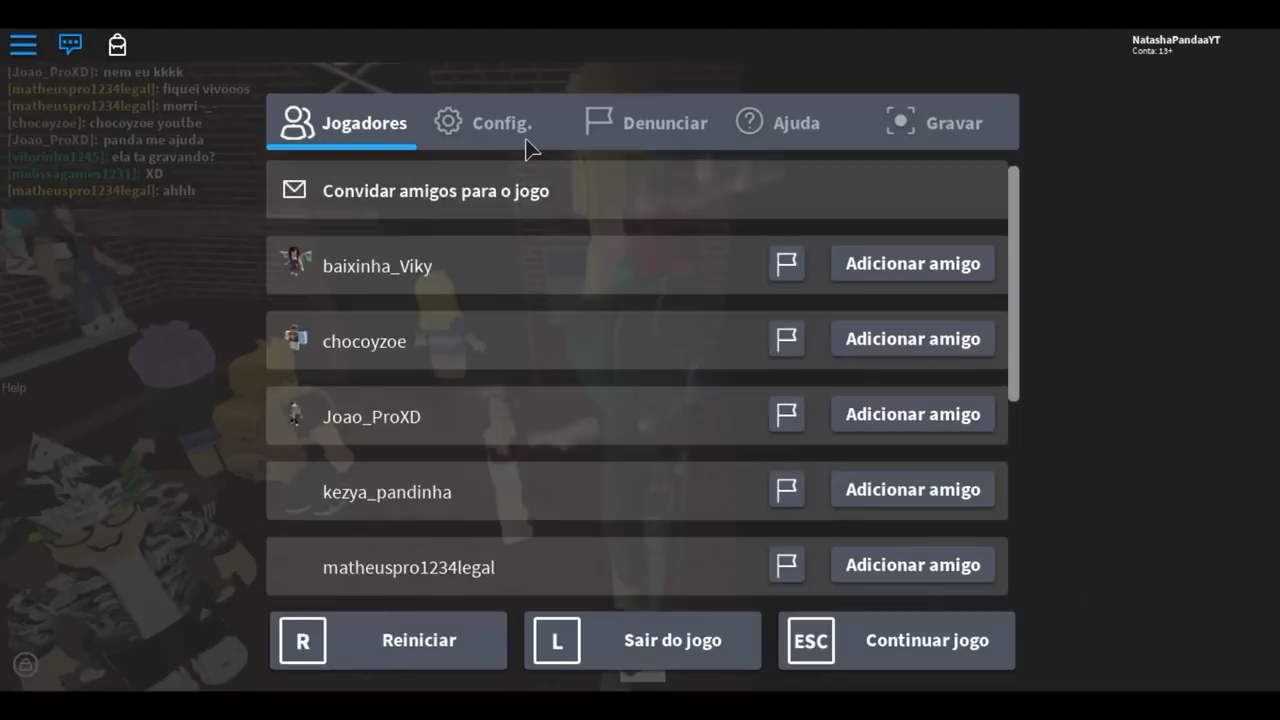 NatashaPandaaYT
Conta: 13+
[Joao_ProXD]: nem eu kkkk
[matheuspro1234legal]: fiquei vivooos
[matheuspro1234legal]: morri -_-
[chocoyzoe]: chocoyzoe youtbe
[Joao_ProXD]: panda me ajuda
[vitorinha1245]: ela ta gravando?
[melissagames1231]: XD
[matheuspro1234legal]: ahhh
Jogadores
Config.
Denunciar
Ajuda
Gravar
Convidar amigos para o jogo
baixinha_Viky
Adicionar amigo
chocoyzoe
Adicionar amigo
Help
Joao_ProXD
Adicionar amigo
kezya_pandinha
Adicionar amigo
matheuspro1234legal
Adicionar amigo
R Reiniciar
L Sair do jogo
ESC Continuar jogo